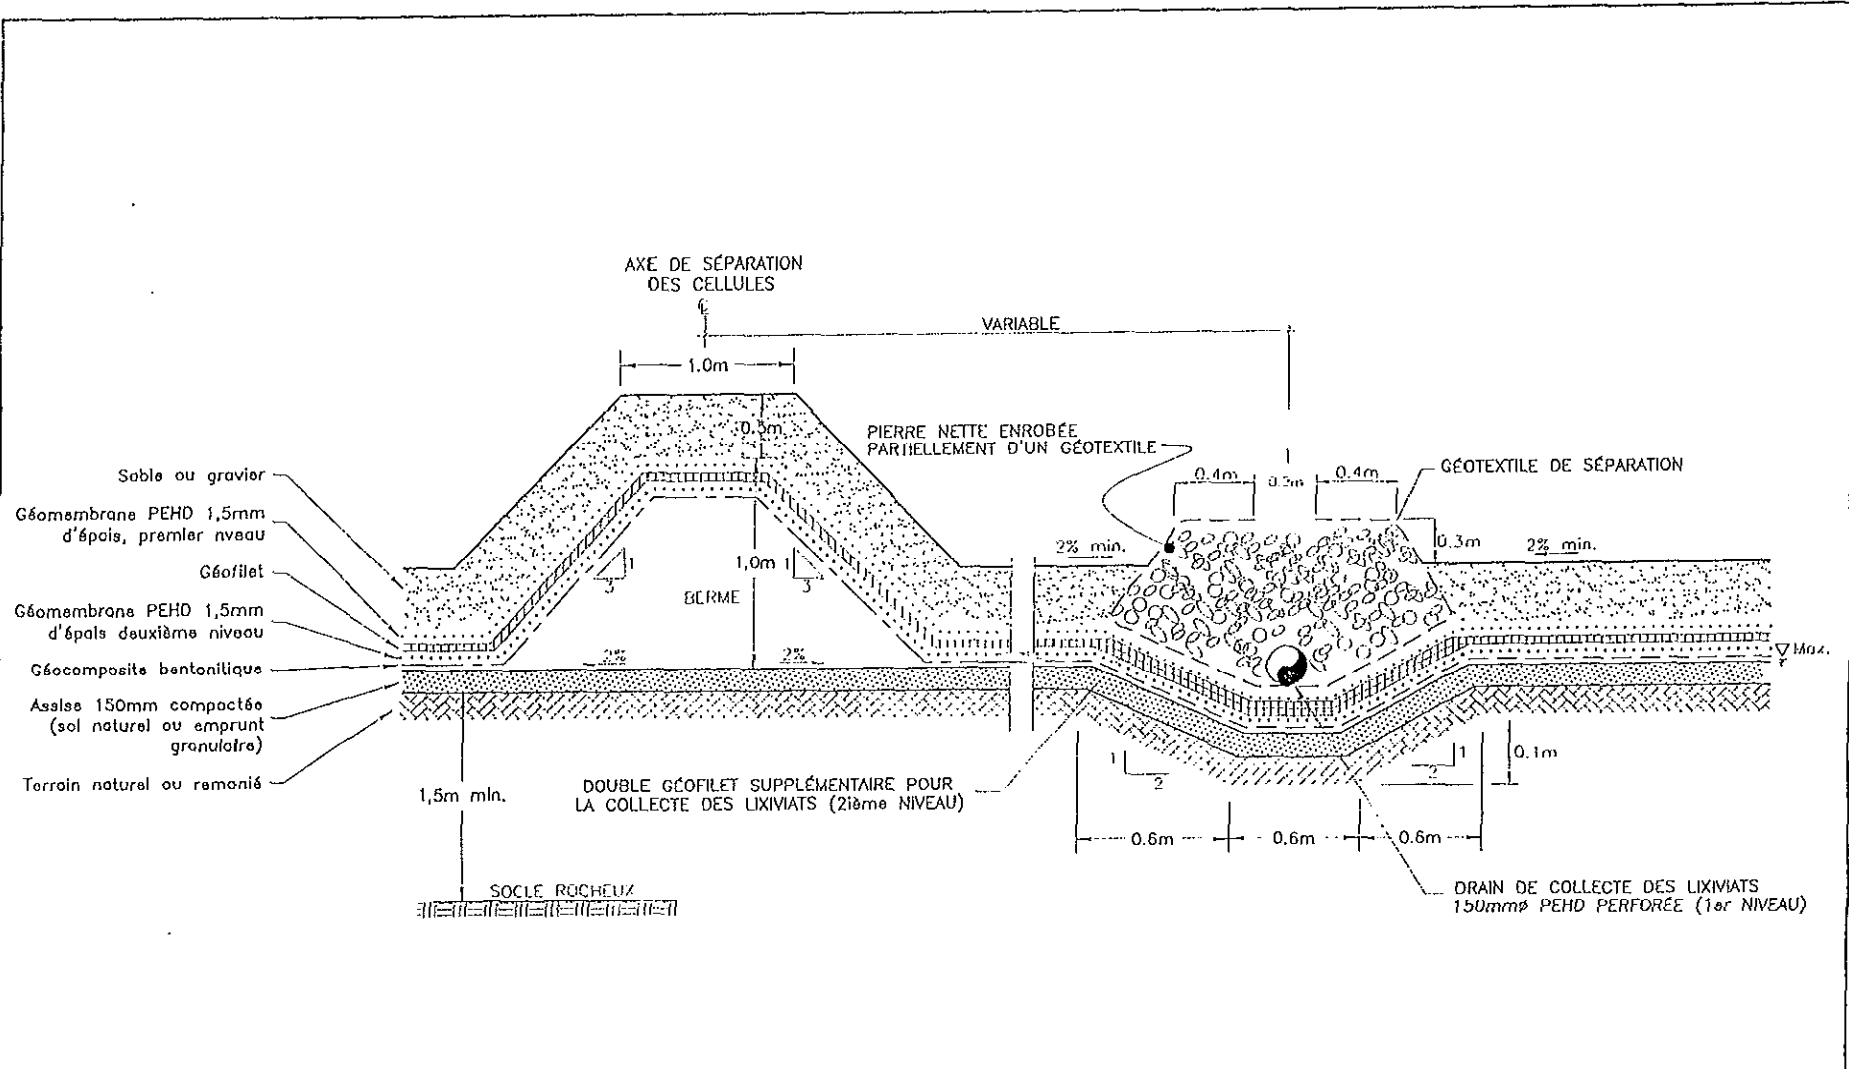 AXE DE SÉPARATION
DES CELLULES
℄
VARIABLE
1.0m
0.5m
PIERRE NETTE ENROBÉE
PARTIELLEMENT D'UN GÉOTEXTILE
0.4m
0.4m
GÉOTEXTILE DE SÉPARATION
0.3m
2% min.
2% min.
Sable ou gravier
Géomembrane PEHD 1,5mm
d'épais, premier nveau
Géofilet
Géomembrane PEHD 1,5mm
d'épais deuxième niveau
Géocomposite bentonitique
Assise 150mm compactée
(sol naturel ou emprunt
granulaire)
Terrain naturel ou remanié
1
3
1,0m
1
3
BERME
2%
2%
Max.
1,5m min.
DOUBLE GÉOFILET SUPPLÉMENTAIRE POUR
LA COLLECTE DES LIXIVIATS (2ième NIVEAU)
1
2
1
2
0.1m
0.6m
0.6m
0.6m
SOCLE ROCHEUX
DRAIN DE COLLECTE DES LIXIVIATS
150mmø PEHD PERFORÉE (1er NIVEAU)